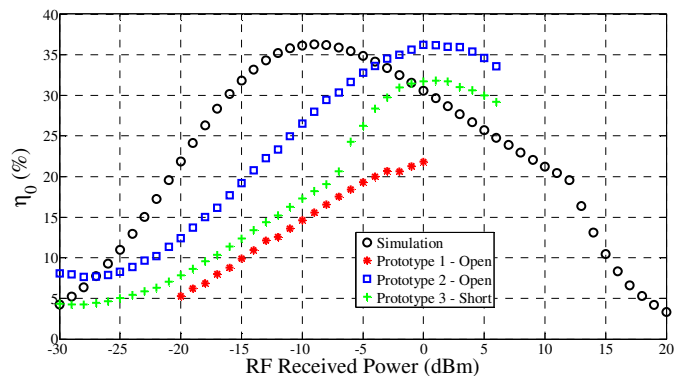 40
35
30
25
20
15
10
5
0
η0 (%)
Simulation
Prototype 1 - Open
Prototype 2 - Open
Prototype 3 - Short
-30 -25 -20 -15 -10 -5 0 5 10 15 20
RF Received Power (dBm)